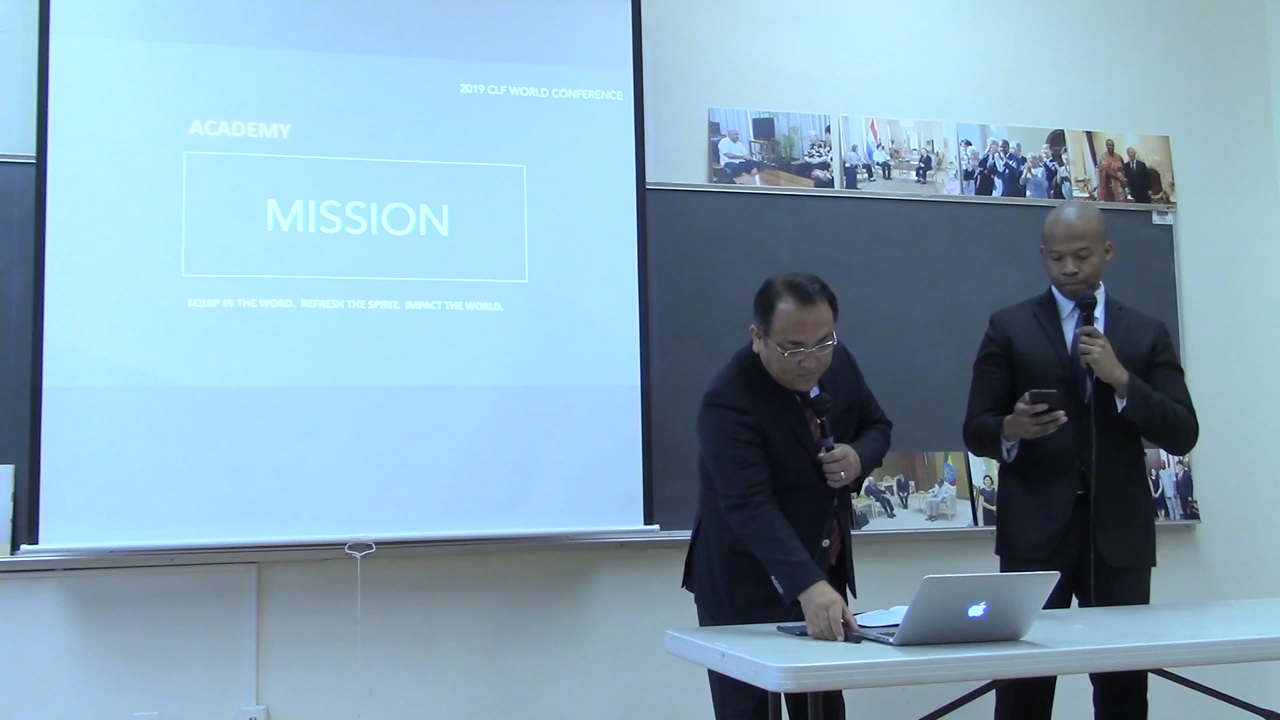 2019 CLF WORLD CONFERENCE
ACADEMY
MISSION
EQUIP IN THE WORD. REFRESH THE SPIRIT. IMPACT THE WORLD.